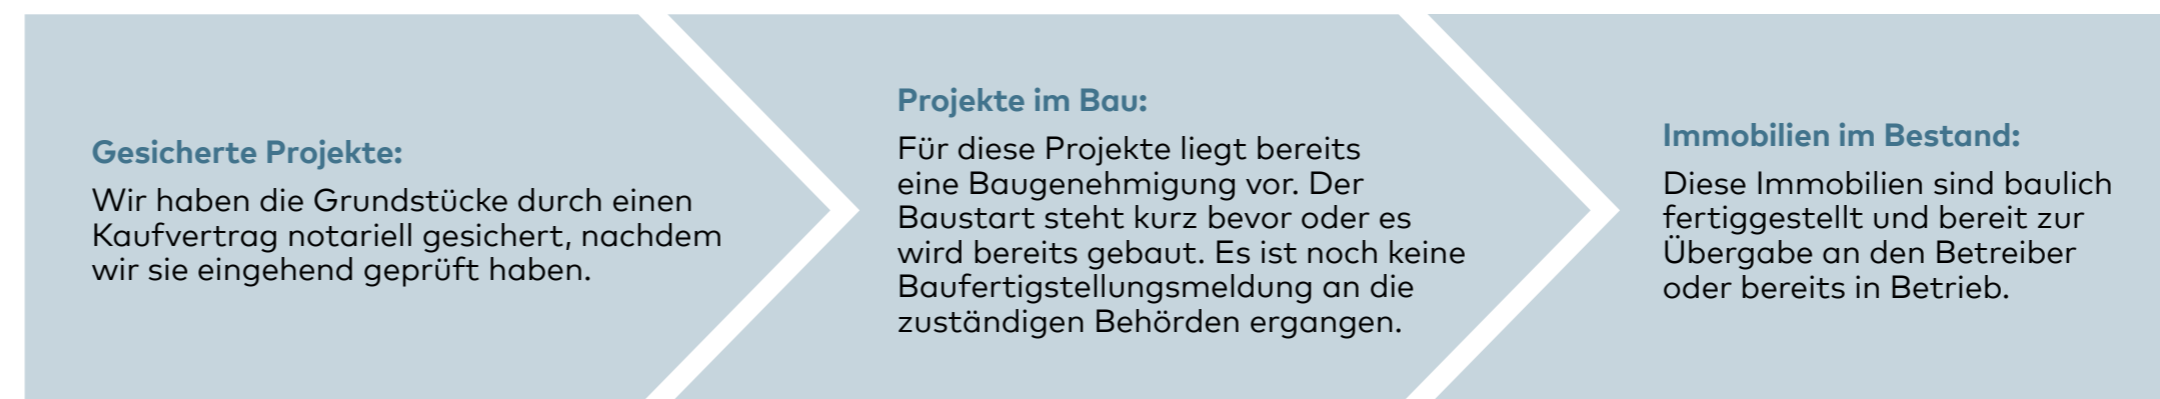 Gesicherte Projekte:
Wir haben die Grundstücke durch einen
Kaufvertrag notariell gesichert, nachdem
wir sie eingehend geprüft haben.
Projekte im Bau:
Für diese Projekte liegt bereits
eine Baugenehmigung vor. Der
Baustart steht kurz bevor oder es
wird bereits gebaut. Es ist noch keine
Baufertigstellungsmeldung an die
zuständigen Behörden ergangen.
Immobilien im Bestand:
Diese Immobilien sind baulich
fertiggestellt und bereit zur
Übergabe an den Betreiber
oder bereits in Betrieb.